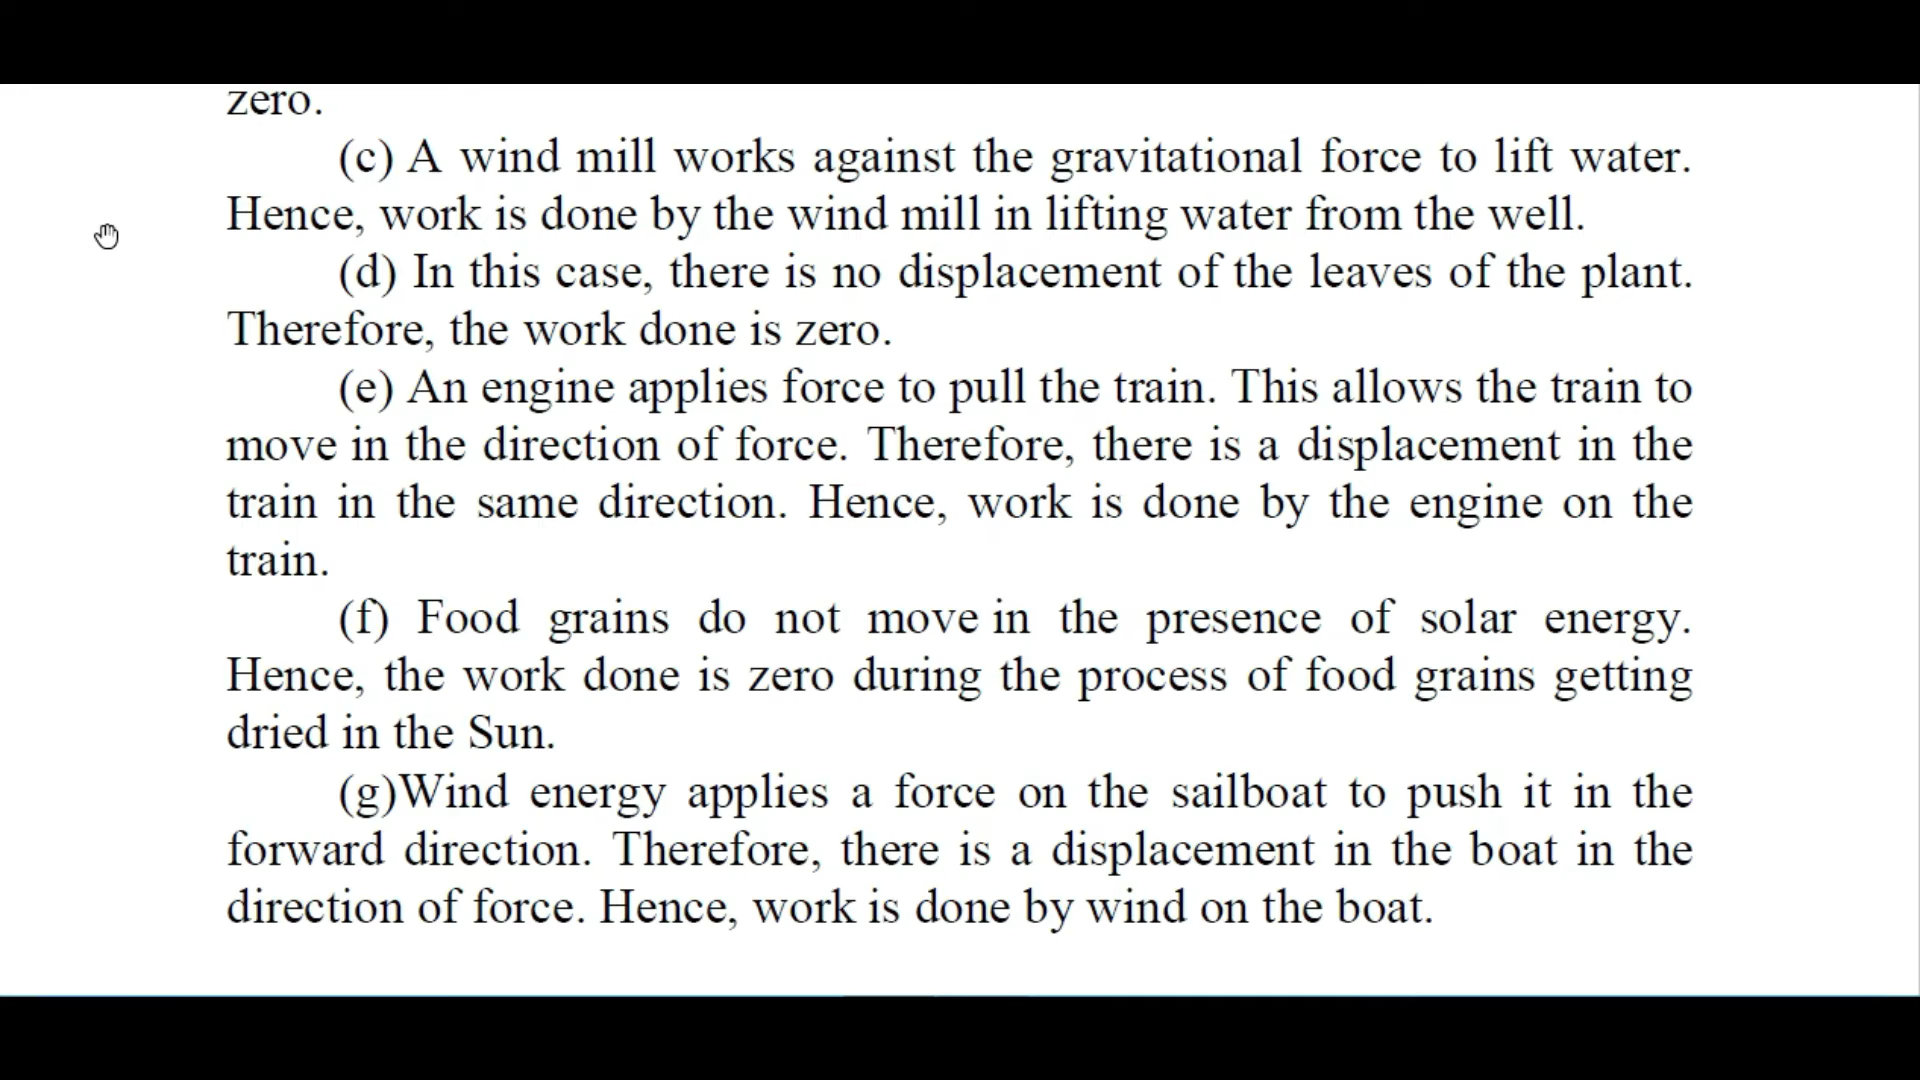 zero.
(c) A wind mill works against the gravitational force to lift water.
Hence, work is done by the wind mill in lifting water from the well.
(d) In this case, there is no displacement of the leaves of the plant.
Therefore, the work done is zero.
(e) An engine applies force to pull the train. This allows the train to
move in the direction of force. Therefore, there is a displacement in the
train in the same direction. Hence, work is done by the engine on the
train.
(f) Food grains do not move in the presence of solar energy.
Hence, the work done is zero during the process of food grains getting
dried in the Sun.
(g)Wind energy applies a force on the sailboat to push it in the
forward direction. Therefore, there is a displacement in the boat in the
direction of force. Hence, work is done by wind on the boat.